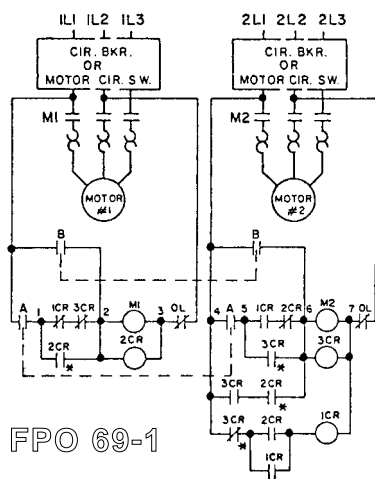 1L1 1L2 1L3 2L1 2L2 2L3
CIR. BKR. OR MOTOR CIR. SW.
CIR. BKR. OR MOTOR CIR. SW.
M1
M2
MOTOR #1
MOTOR #2
B
B
A 1 1CR 3CR 2 M1 3 OL
2CR * 2CR
4 A 5 1CR 2CR 6 M2 7 OL
3CR * 3CR
3CR 2CR *
3CR * 2CR 1CR
1CR
FPO 69-1